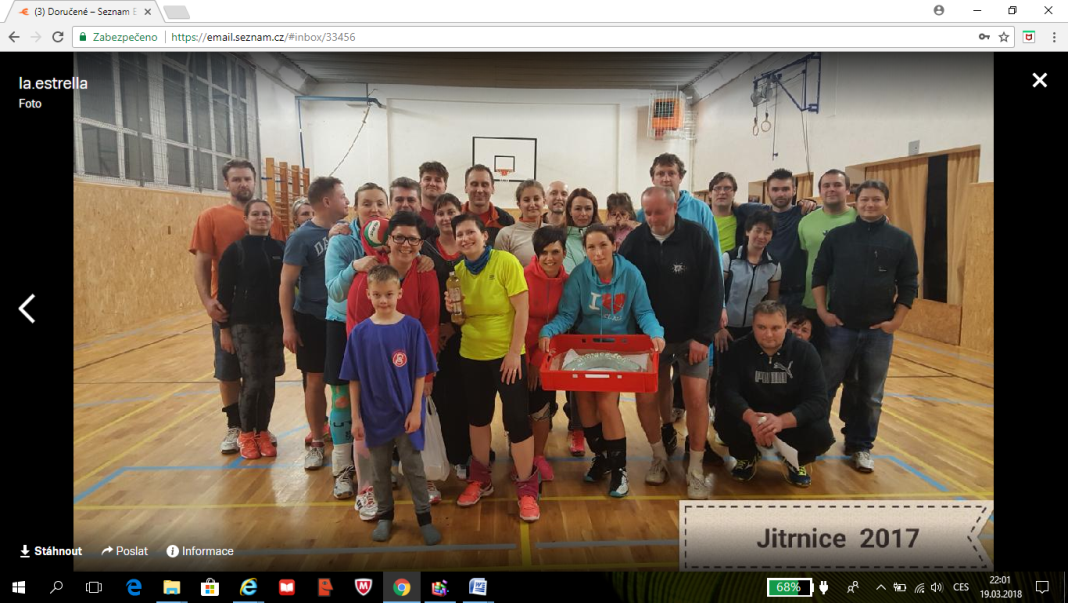 (3) Doručené – Seznam E
Zabezpečeno
https://email.seznam.cz/#inbox/33456
la.estrella
Foto
I
Jitrnice 2017
Stáhnout
Poslat
Informace
68%
CES
22:01
19.03.2018